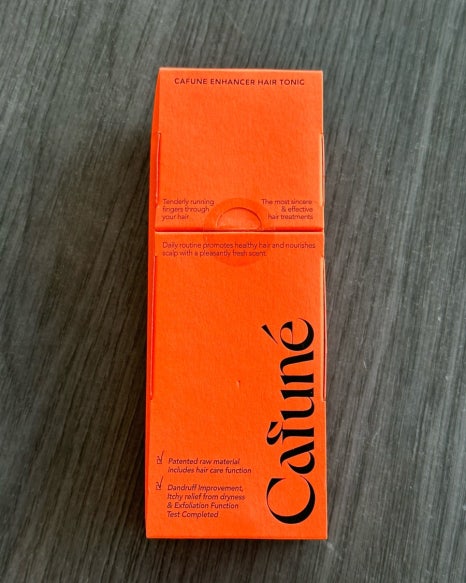 CAFUNE ENHANCER HAIR TONIC
Tenderly running
fingers through
your hair
The most sincere
& effective
hair treatments
Daily routine promotes healthy hair and nourishes
scalp with a pleasantly fresh scent.
Cafuné
Patented raw material
Includes hair care function
Dandruff Improvement,
Itchy relief from dryness
& Exfoliation Function
Test Completed